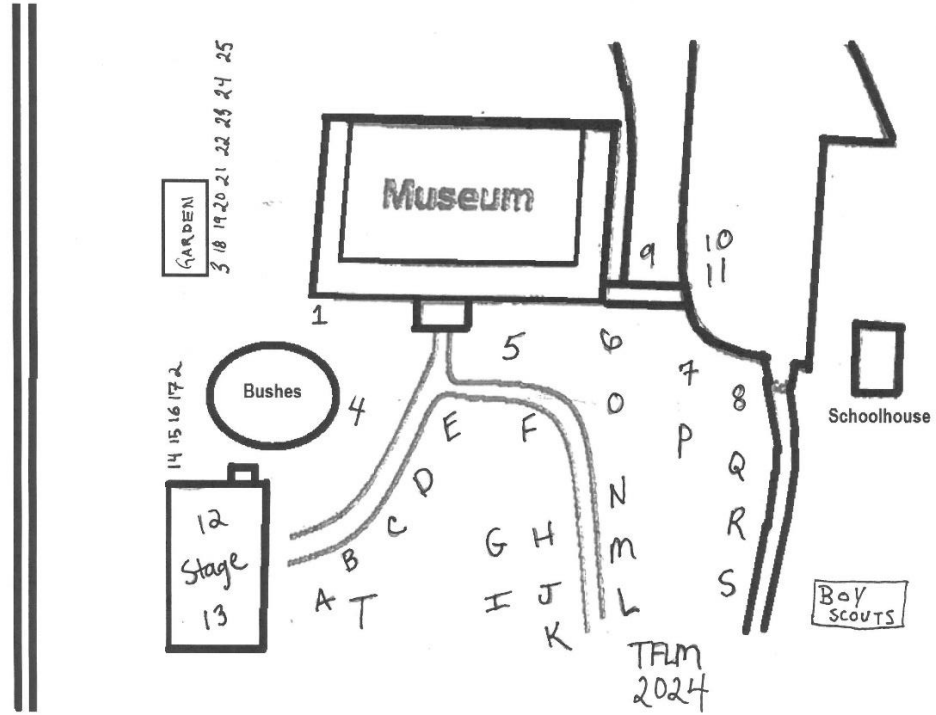 3 18 19 20 21 22 23 24 25
GARDEN
Museum
9
10
11
1
5
6
7
8
Bushes
4
Schoolhouse
14 15 16 17 2
E
F
O
P
D
N
Q
12
Stage
13
C
B
A
T
G
H
I
J
K
M
L
R
S
BOY
SCOUTS
TFLM
2024